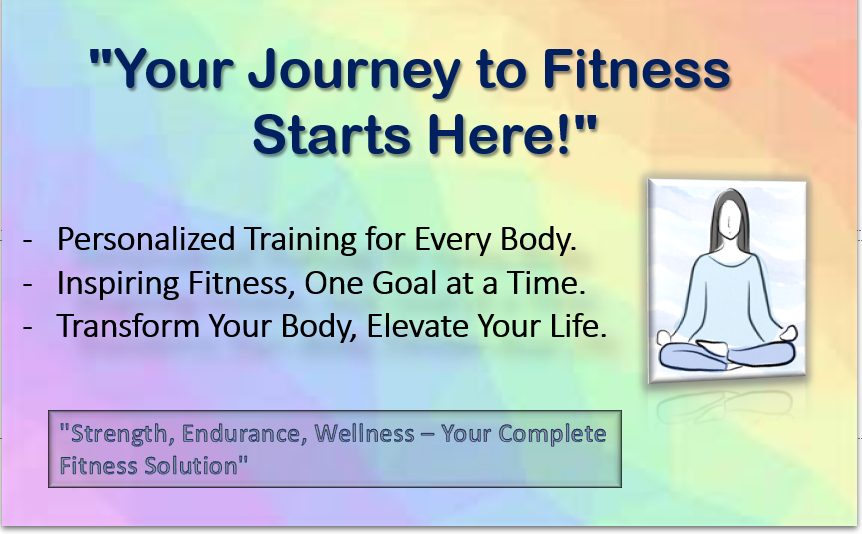 "Your Journey to Fitness
Starts Here!"
- Personalized Training for Every Body.
- Inspiring Fitness, One Goal at a Time.
- Transform Your Body, Elevate Your Life.
"Strength, Endurance, Wellness – Your Complete
Fitness Solution"